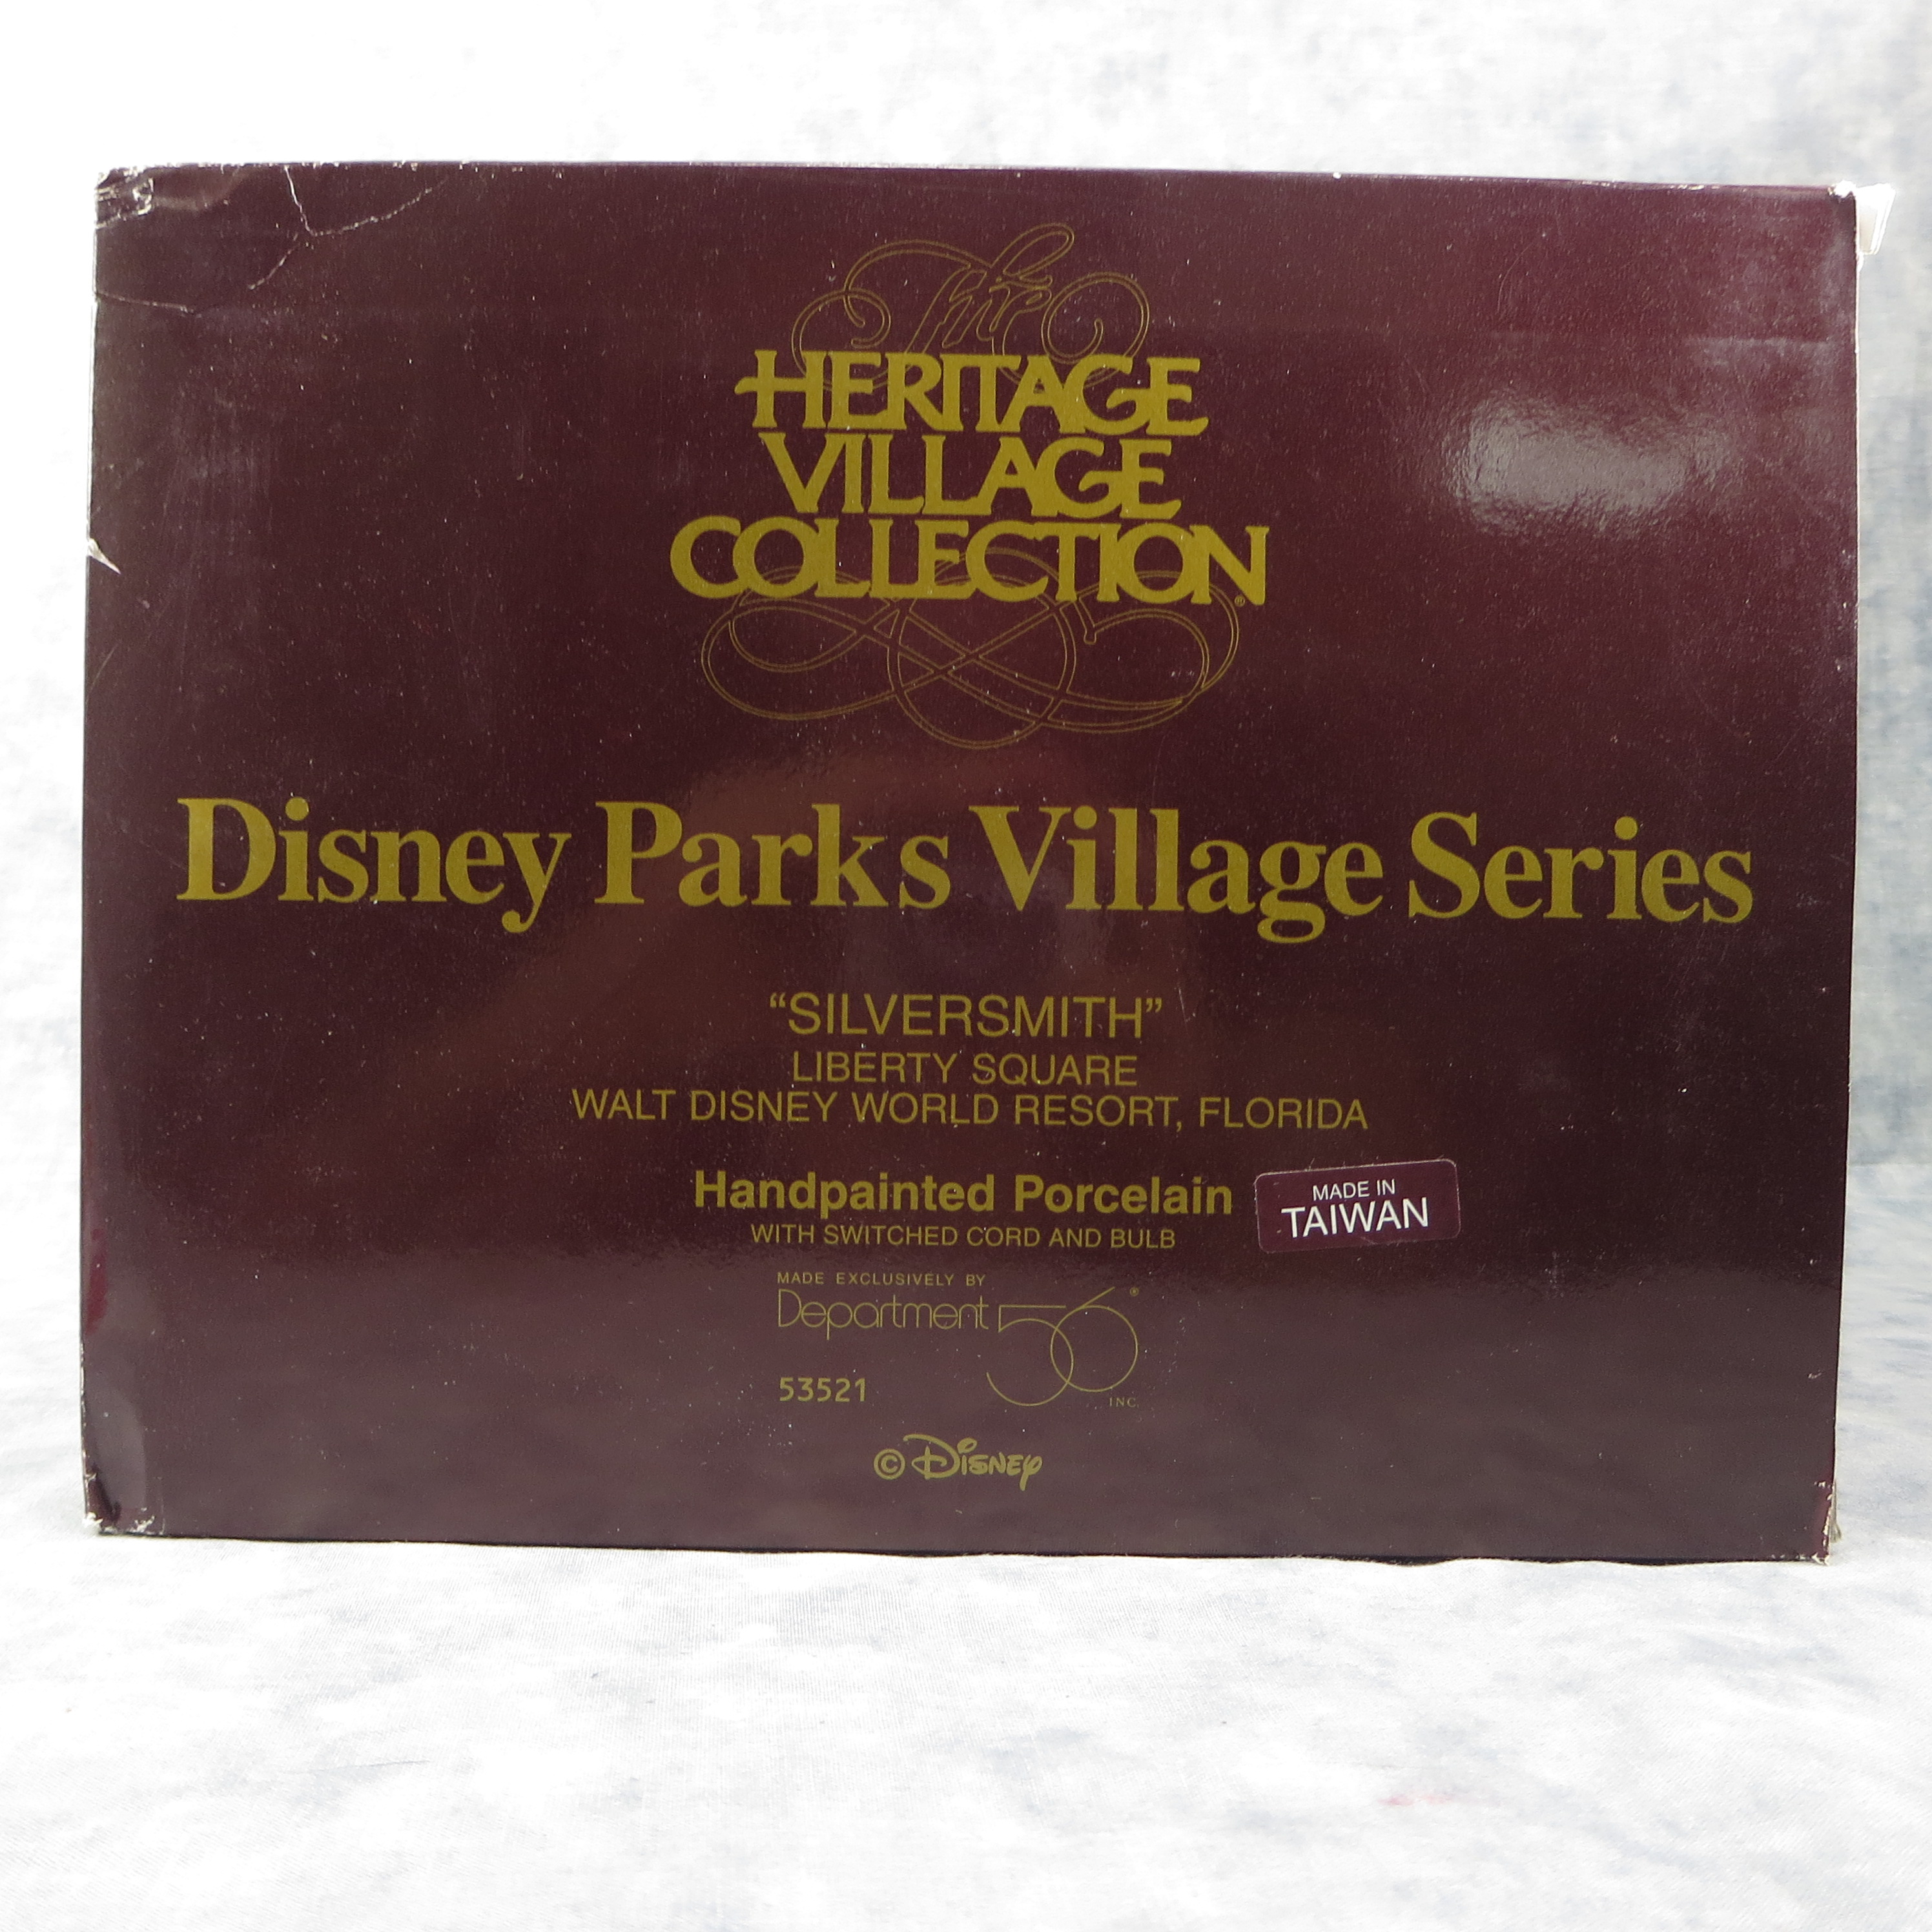 The
HERITAGE
VILLAGE
COLLECTION®
Disney Parks Village Series
“SILVERSMITH”
LIBERTY SQUARE
WALT DISNEY WORLD RESORT, FLORIDA
Handpainted Porcelain
WITH SWITCHED CORD AND BULB
MADE IN
TAIWAN
MADE EXCLUSIVELY BY
Department 56®
INC.
53521
© Disney